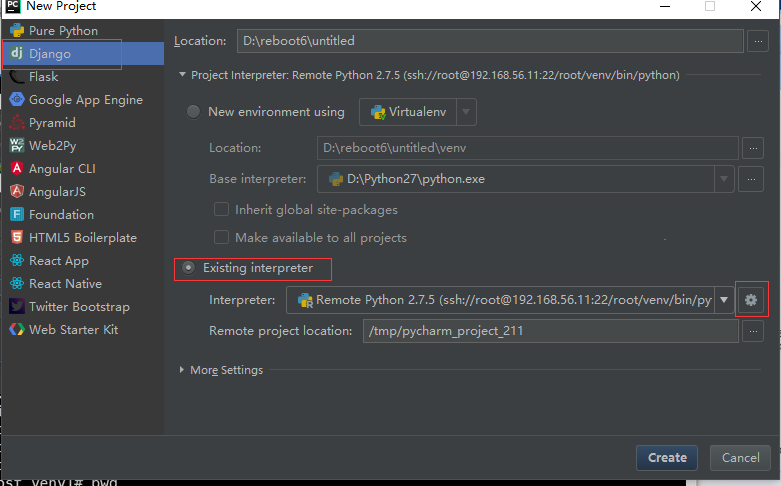 PC
New Project
Pure Python
dj Django
Flask
Google App Engine
Pyramid
Web2Py
Angular CLI
AngularJS
Foundation
HTML5 Boilerplate
React App
React Native
Twitter Bootstrap
Web Starter Kit
Location: D:\reboot6\untitled ...
Project Interpreter: Remote Python 2.7.5 (ssh://root@192.168.56.11:22/root/venv/bin/python)
New environment using Virtualenv
Location: D:\reboot6\untitled\venv ...
Base interpreter: D:\Python27\python.exe ...
Inherit global site-packages
Make available to all projects
Existing interpreter
Interpreter: Remote Python 2.7.5 (ssh://root@192.168.56.11:22/root/venv/bin/py
Remote project location: /tmp/pycharm_project_211 ...
More Settings
Create Cancel
ost venv]# pwd